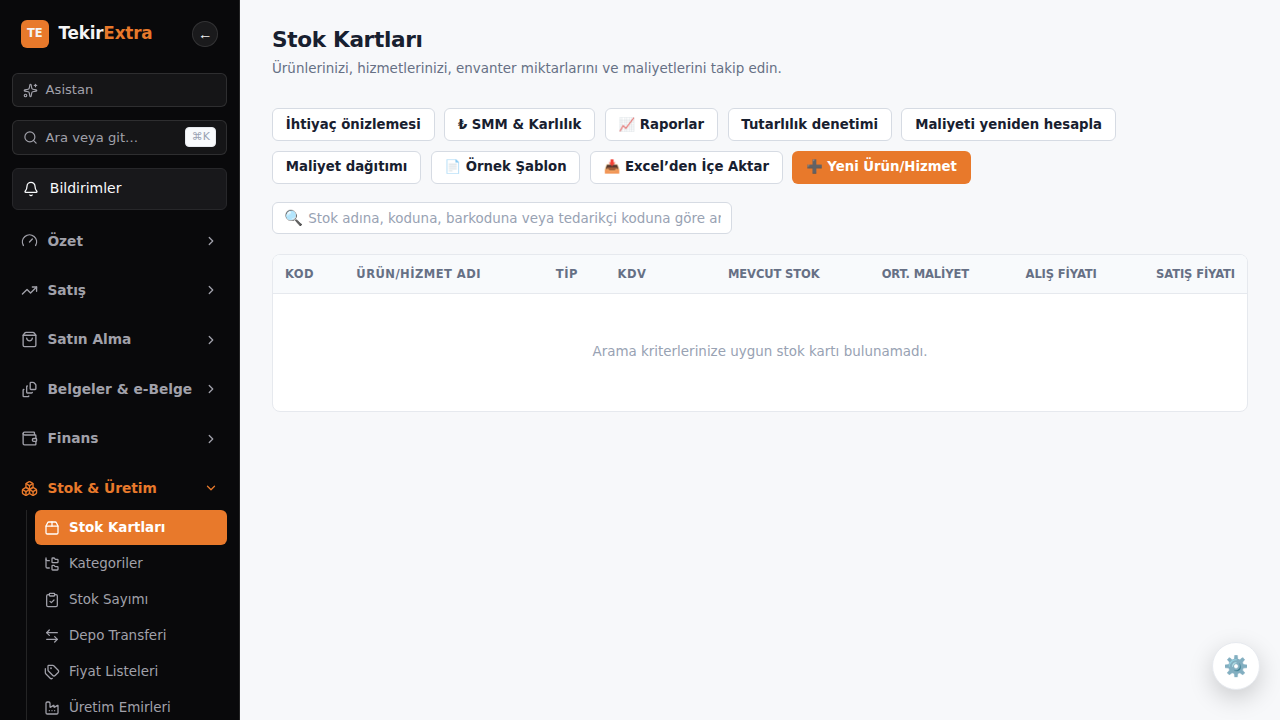 TE TekirExtra ←
Asistan
Ara veya git... ⌘K
Bildirimler
Özet
Satış
Satın Alma
Belgeler & e-Belge
Finans
Stok & Üretim
Stok Kartları
Kategoriler
Stok Sayımı
Depo Transferi
Fiyat Listeleri
Üretim Emirleri
Stok Kartları
Ürünlerinizi, hizmetlerinizi, envanter miktarlarını ve maliyetlerini takip edin.
İhtiyaç önizlemesi ₺ SMM & Karlılık 📈 Raporlar Tutarlılık denetimi Maliyeti yeniden hesapla
Maliyet dağıtımı 📄 Örnek Şablon 📥 Excel’den İçe Aktar ➕ Yeni Ürün/Hizmet
🔍 Stok adına, koduna, barkoduna veya tedarikçi koduna göre ar
KOD ÜRÜN/HİZMET ADI TİP KDV MEVCUT STOK ORT. MALİYET ALIŞ FİYATI SATIŞ FİYATI
Arama kriterlerinize uygun stok kartı bulunamadı.